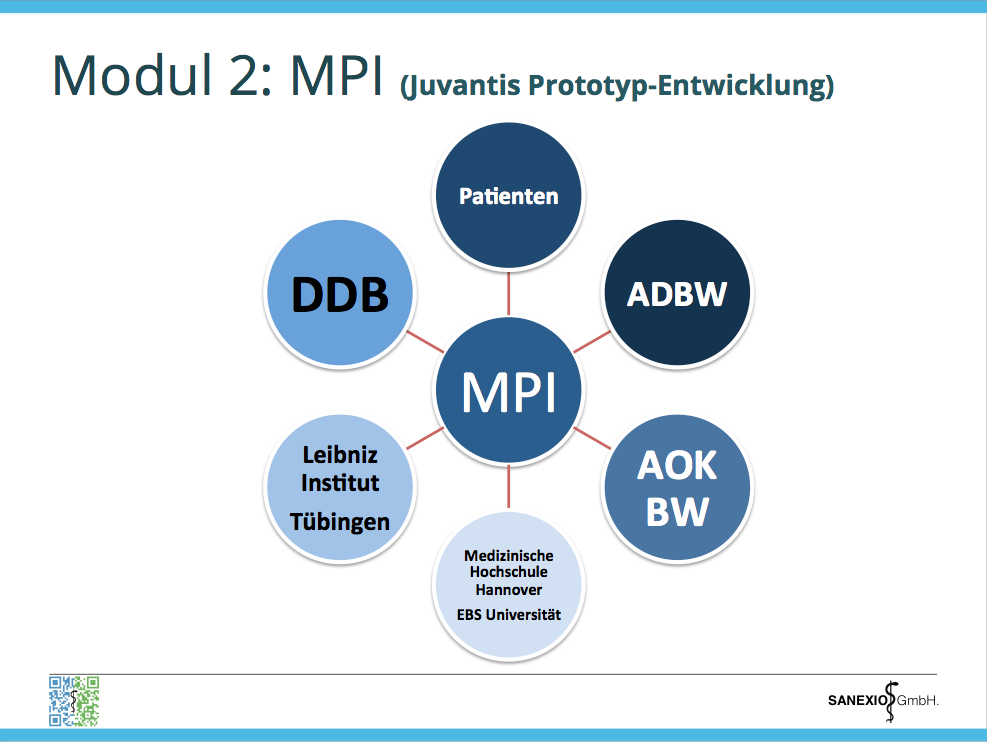 Modul 2: MPI (Juvantis Prototyp-Entwicklung)
Patienten
DDB
ADBW
MPI
Leibniz
Institut
Tübingen
AOK
BW
Medizinische
Hochschule
Hannover
EBS Universität
SANEXIO GmbH.